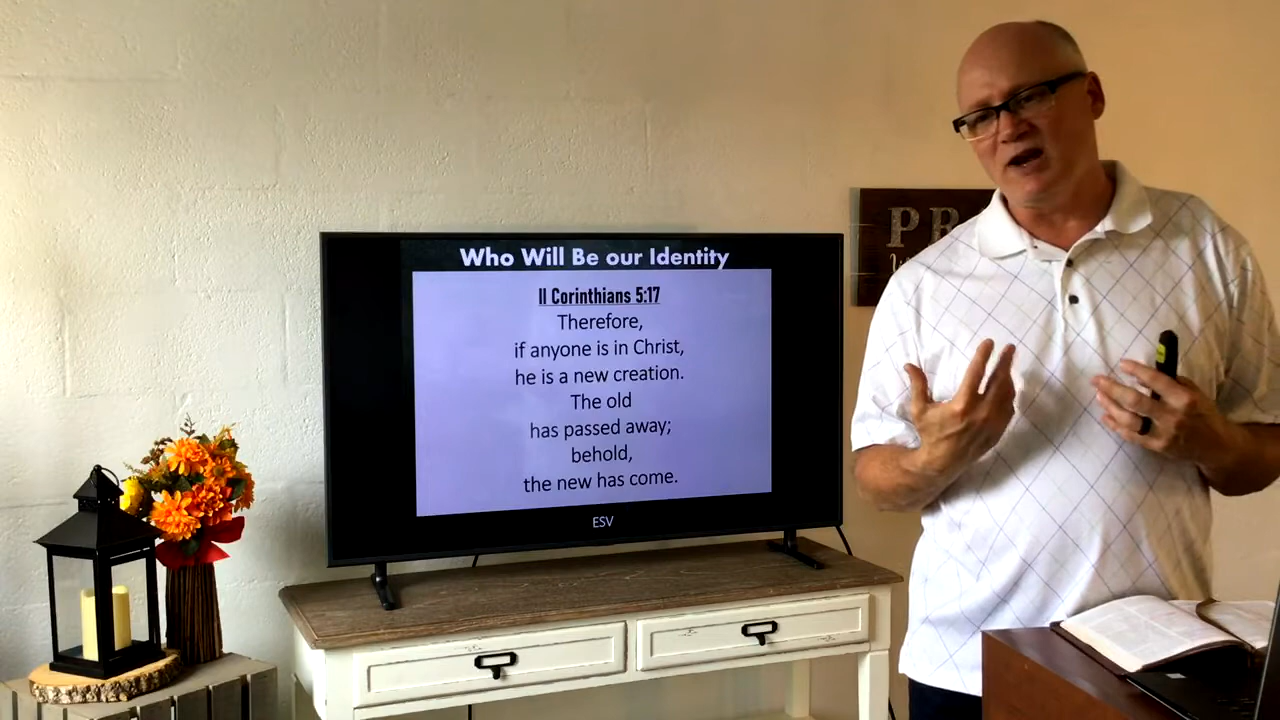 Who Will Be our Identity
II Corinthians 5:17
Therefore,
if anyone is in Christ,
he is a new creation.
The old
has passed away;
behold,
the new has come.
ESV
PR